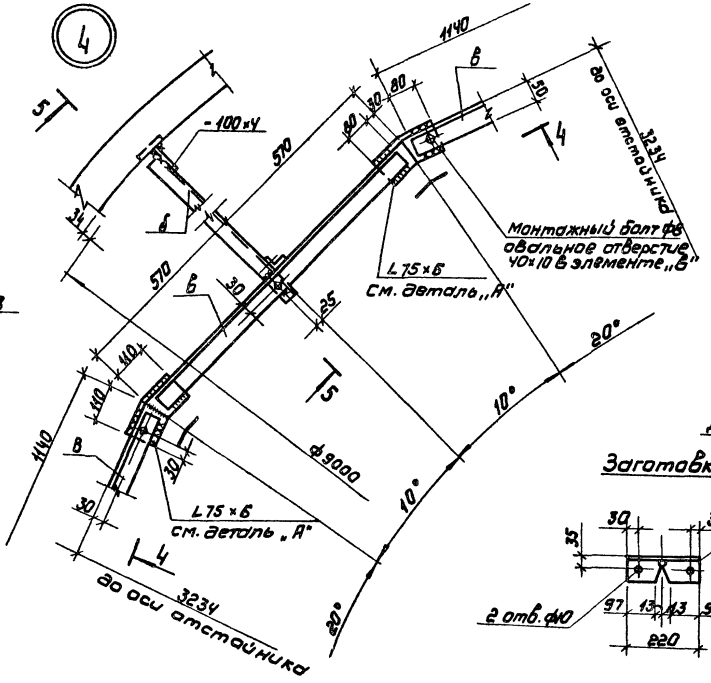 4
5
-100×4
570
1140
80
30
80
в
50
4
до оси отстойника
3234
34
б
570
в
30
25
L 75×6
см. деталь „А"
Монтажный болт ф8
овальное отверстие
40×10 в элементе „в"
5
20°
10°
110
110
1140
в
30
30
ф9000
L 75×6
см. деталь „А"
10°
4
3234
до оси отстойника
20°
Заготовк
30
35
2 отв. ф10
97
13
13
220